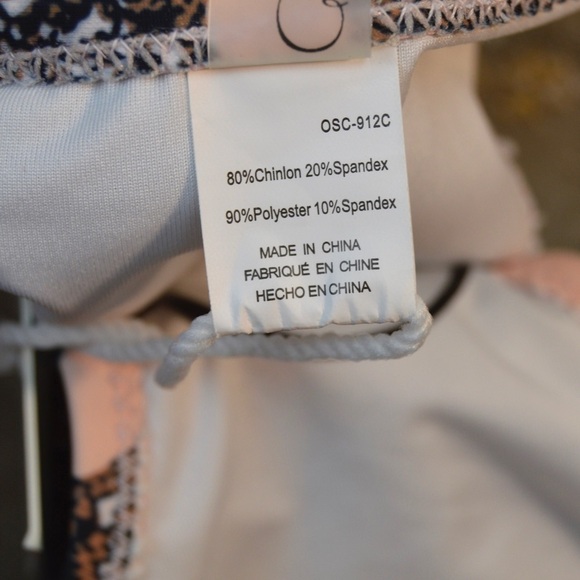 OSC-912C
80%Chinlon 20%Spandex
90%Polyester 10%Spandex
MADE IN CHINA
FABRIQUÉ EN CHINE
HECHO EN CHINA